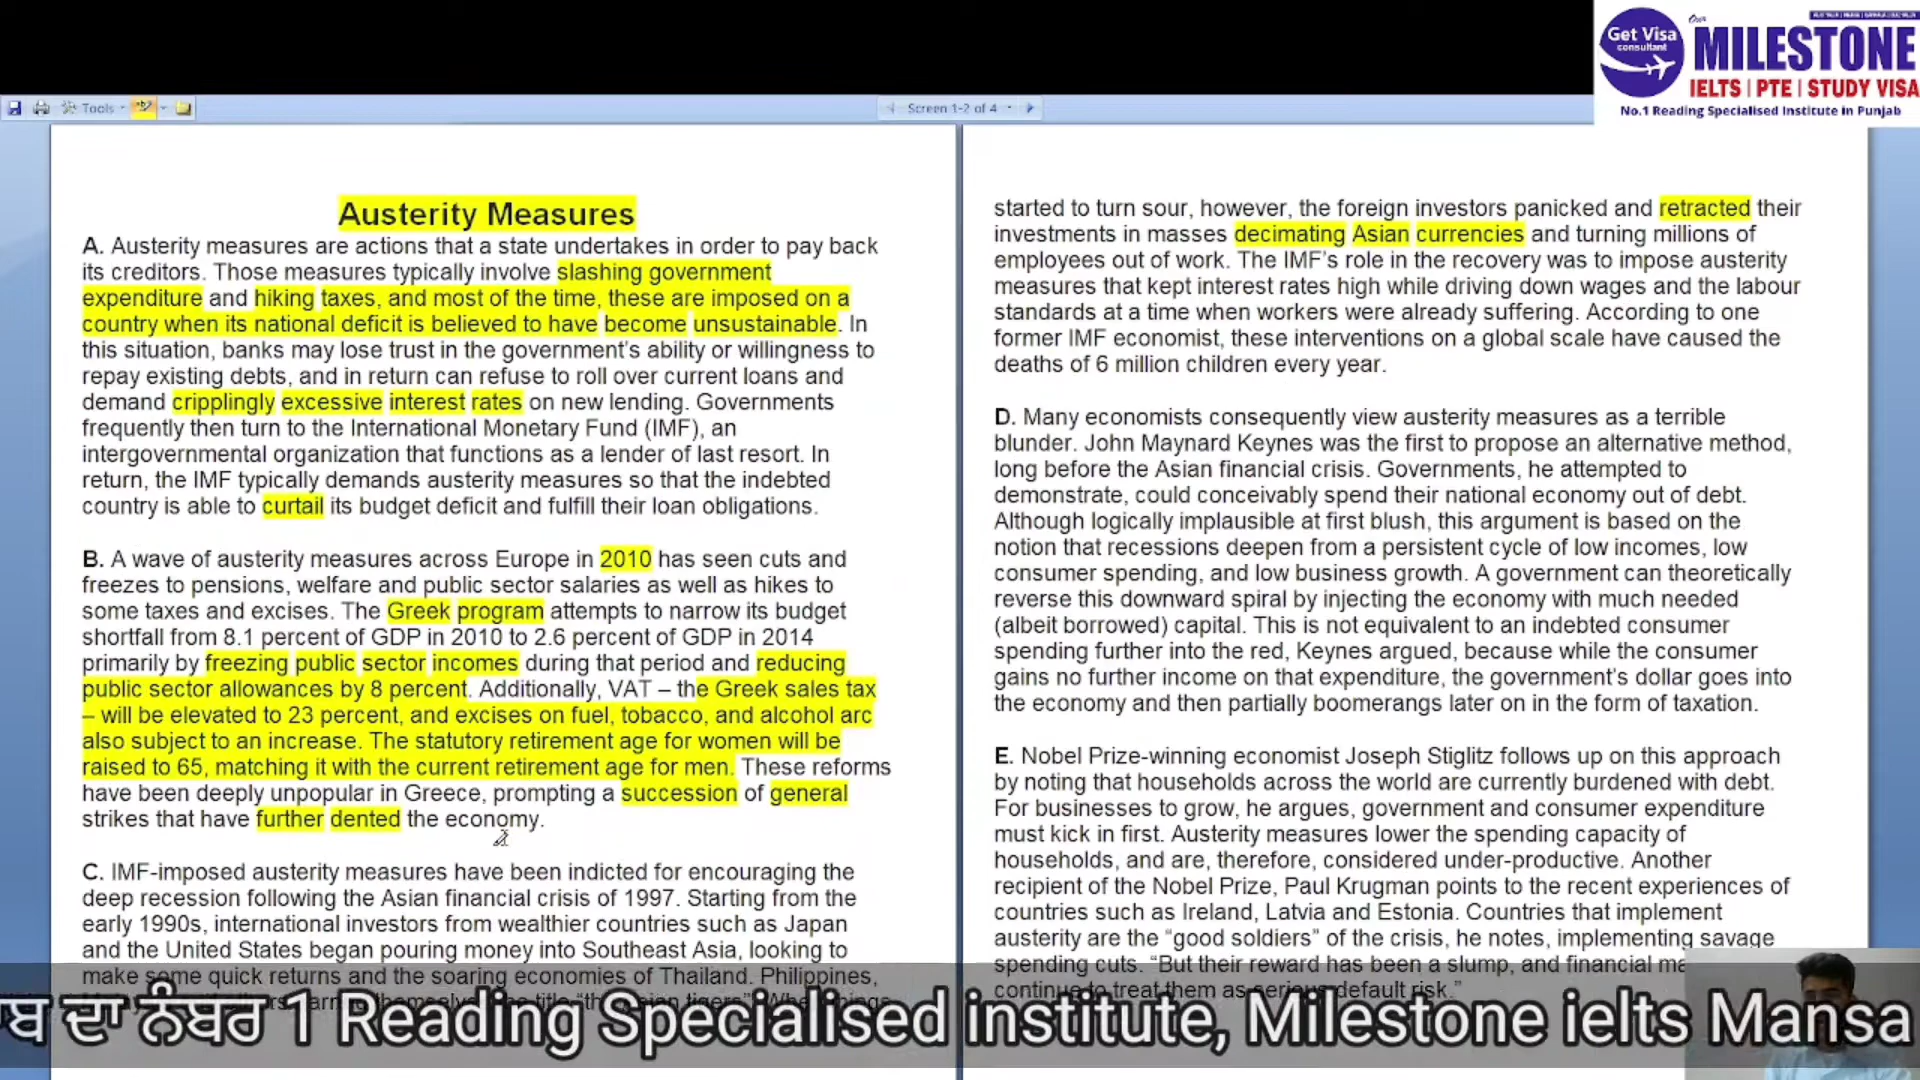 Get Visa
consultant
Our
MILESTONE
IELTS | PTE | STUDY VISA
No.1 Reading Specialised Institute in Punjab
Tools
Screen 1-2 of 4
Austerity Measures
A. Austerity measures are actions that a state undertakes in order to pay back
its creditors. Those measures typically involve slashing government
expenditure and hiking taxes, and most of the time, these are imposed on a
country when its national deficit is believed to have become unsustainable. In
this situation, banks may lose trust in the government's ability or willingness to
repay existing debts, and in return can refuse to roll over current loans and
demand cripplingly excessive interest rates on new lending. Governments
frequently then turn to the International Monetary Fund (IMF), an
intergovernmental organization that functions as a lender of last resort. In
return, the IMF typically demands austerity measures so that the indebted
country is able to curtail its budget deficit and fulfill their loan obligations.
B. A wave of austerity measures across Europe in 2010 has seen cuts and
freezes to pensions, welfare and public sector salaries as well as hikes to
some taxes and excises. The Greek program attempts to narrow its budget
shortfall from 8.1 percent of GDP in 2010 to 2.6 percent of GDP in 2014
primarily by freezing public sector incomes during that period and reducing
public sector allowances by 8 percent. Additionally, VAT – the Greek sales tax
– will be elevated to 23 percent, and excises on fuel, tobacco, and alcohol arc
also subject to an increase. The statutory retirement age for women will be
raised to 65, matching it with the current retirement age for men. These reforms
have been deeply unpopular in Greece, prompting a succession of general
strikes that have further dented the economy.
C. IMF-imposed austerity measures have been indicted for encouraging the
deep recession following the Asian financial crisis of 1997. Starting from the
early 1990s, international investors from wealthier countries such as Japan
and the United States began pouring money into Southeast Asia, looking to
make some quick returns and the soaring economies of Thailand. Philippines,
started to turn sour, however, the foreign investors panicked and retracted their
investments in masses decimating Asian currencies and turning millions of
employees out of work. The IMF's role in the recovery was to impose austerity
measures that kept interest rates high while driving down wages and the labour
standards at a time when workers were already suffering. According to one
former IMF economist, these interventions on a global scale have caused the
deaths of 6 million children every year.
D. Many economists consequently view austerity measures as a terrible
blunder. John Maynard Keynes was the first to propose an alternative method,
long before the Asian financial crisis. Governments, he attempted to
demonstrate, could conceivably spend their national economy out of debt.
Although logically implausible at first blush, this argument is based on the
notion that recessions deepen from a persistent cycle of low incomes, low
consumer spending, and low business growth. A government can theoretically
reverse this downward spiral by injecting the economy with much needed
(albeit borrowed) capital. This is not equivalent to an indebted consumer
spending further into the red, Keynes argued, because while the consumer
gains no further income on that expenditure, the government's dollar goes into
the economy and then partially boomerangs later on in the form of taxation.
E. Nobel Prize-winning economist Joseph Stiglitz follows up on this approach
by noting that households across the world are currently burdened with debt.
For businesses to grow, he argues, government and consumer expenditure
must kick in first. Austerity measures lower the spending capacity of
households, and are, therefore, considered under-productive. Another
recipient of the Nobel Prize, Paul Krugman points to the recent experiences of
countries such as Ireland, Latvia and Estonia. Countries that implement
austerity are the “good soldiers” of the crisis, he notes, implementing savage
spending cuts. “But their reward has been a slump, and financial ma
continue to treat them as serious default risk.”
ਬ ਦਾ ਨੰਬਰ 1 Reading Specialised institute, Milestone ielts Mansa